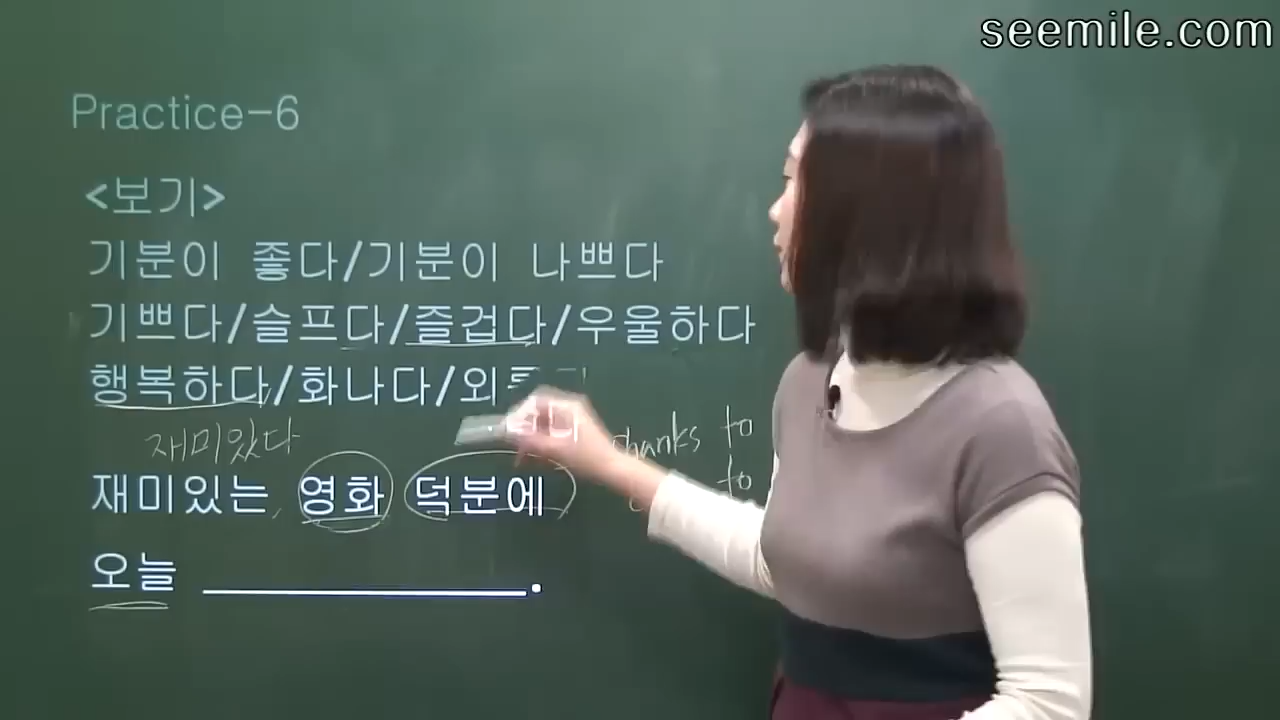 seemile.com
Practice-6
<보기>
기분이 좋다/기분이 나쁘다
기쁘다/슬프다/즐겁다/우울하다
행복하다/화나다/외
재미있다
thanks to
to
재미있는 영화 덕분에
오늘 ____________.